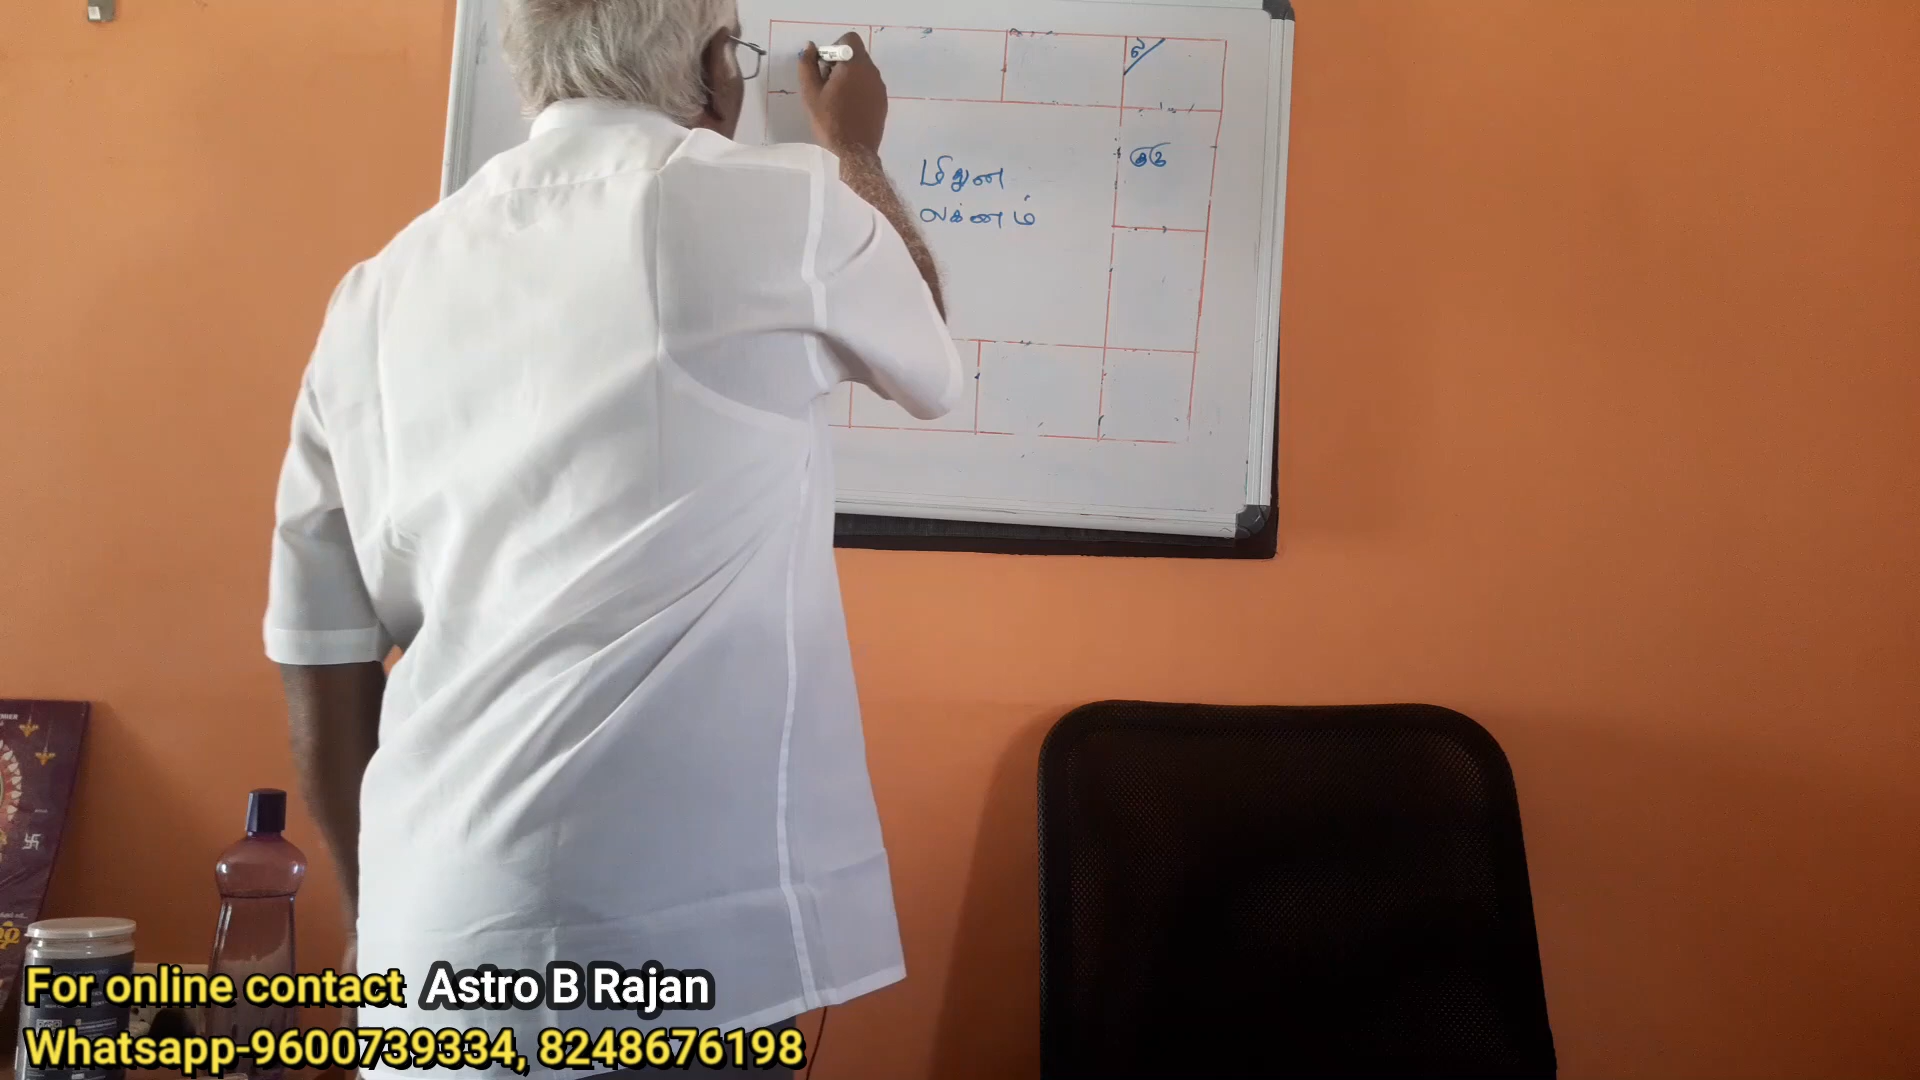 ல
குரு
மிதுன
லக்னம்
For online contact Astro B Rajan
Whatsapp-9600739334, 8248676198